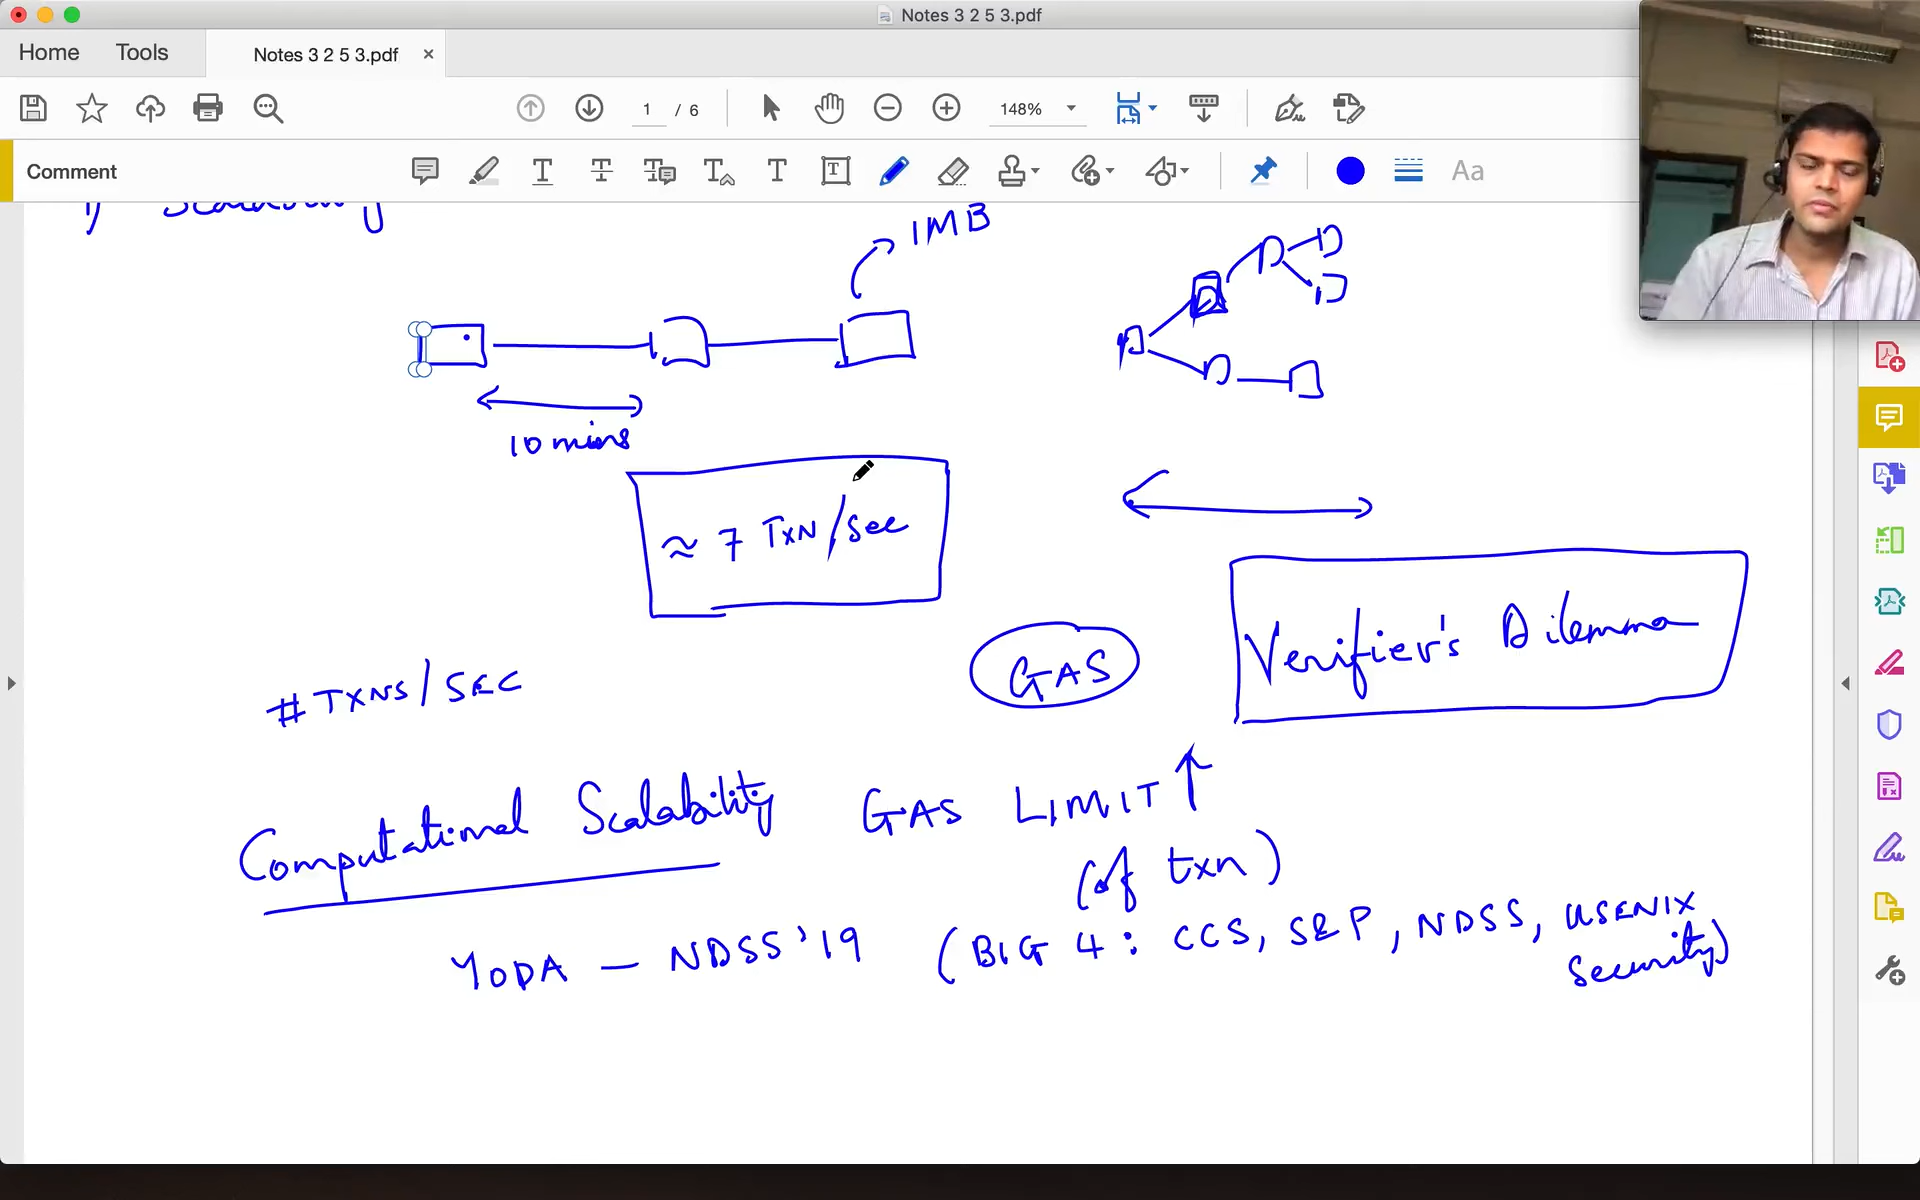 Notes 3 2 5 3.pdf
Home Tools Notes 3 2 5 3.pdf ×
1 / 6 148%
Comment Aa
1) Scalability
1MB
10 mins
≈ 7 Txn/Sec
Verifier's Dilemma
GAS
# TXNS/SEC
Computational Scalability GAS LIMIT ↑
(of txn)
YODA — NDSS'19 (BIG 4: CCS, S&P, NDSS, USENIX
Security)